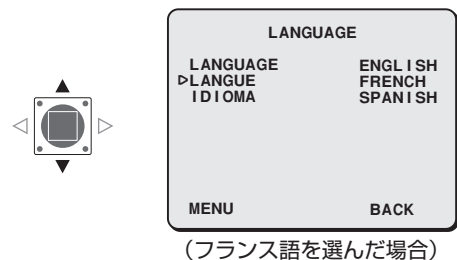 LANGUAGE
LANGUAGE ENGLISH
▷LANGUE FRENCH
IDIOMA SPANISH
MENU BACK
(フランス語を選んだ場合)